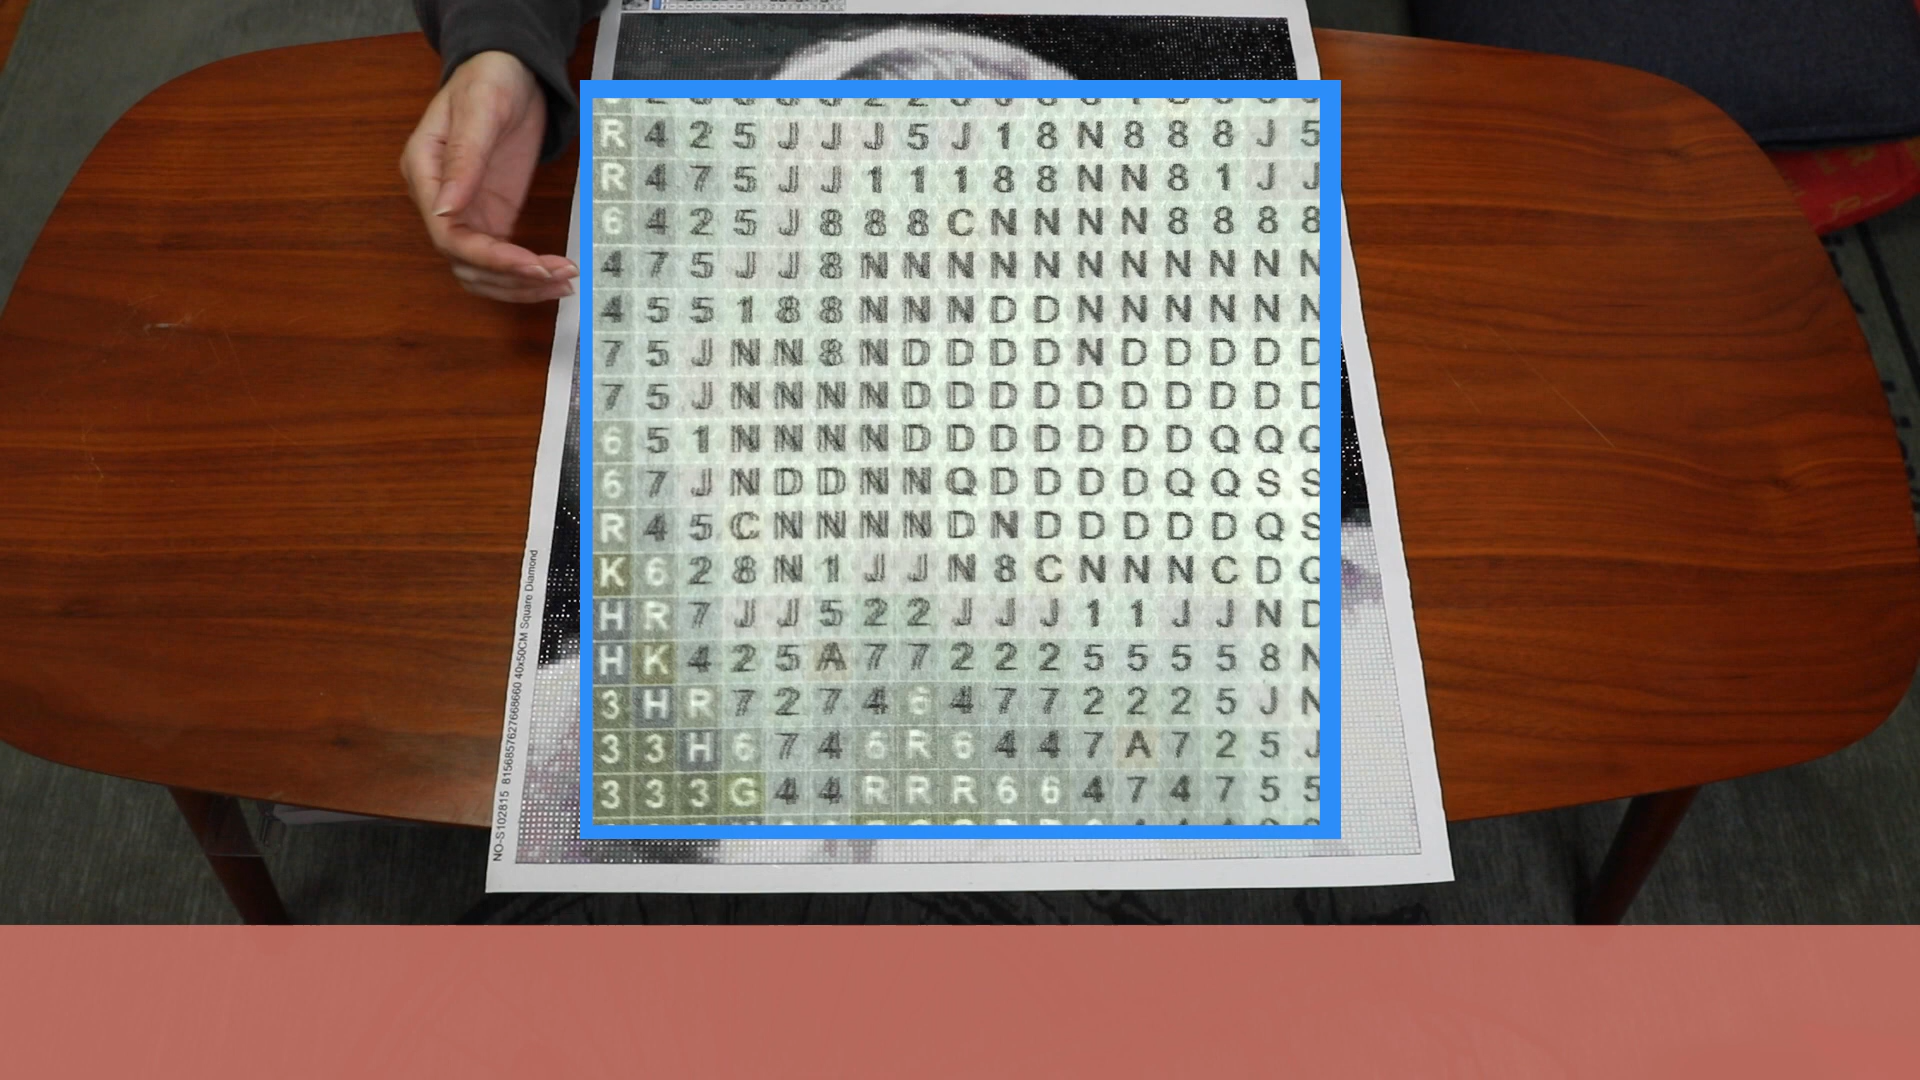 R 4 2 5 J J J 5 J 1 8 N 8 8 8 J 5
R 4 7 5 J J 1 1 1 8 8 N N 8 1 J J
6 4 2 5 J 8 8 8 C N N N N 8 8 8 8
4 7 5 J J 8 N N N N N N N N N N N
4 5 5 1 8 8 N N N D D N N N N N N
7 5 J N N 8 N D D D D N D D D D D
7 5 J N N N N D D D D D D D D D D
6 5 1 N N N N D D D D D D D Q Q Q
6 7 J N D D N N Q D D D D Q Q S S
R 4 5 C N N N N D N D D D D D Q S
K 6 2 8 N 1 J J N 8 C N N N C D Q
H R 7 J J 5 2 2 J J J 1 1 J J N D
H K 4 2 5 A 7 7 2 2 2 5 5 5 5 8 N
3 H R 7 2 7 4 6 4 7 7 2 2 2 5 J N
3 3 H 6 7 4 6 R 6 4 4 7 A 7 2 5 J
3 3 3 G 4 4 R R R 6 6 4 7 4 7 5 5
NO-S102815 8156857627668660 40x50CM Square Diamond